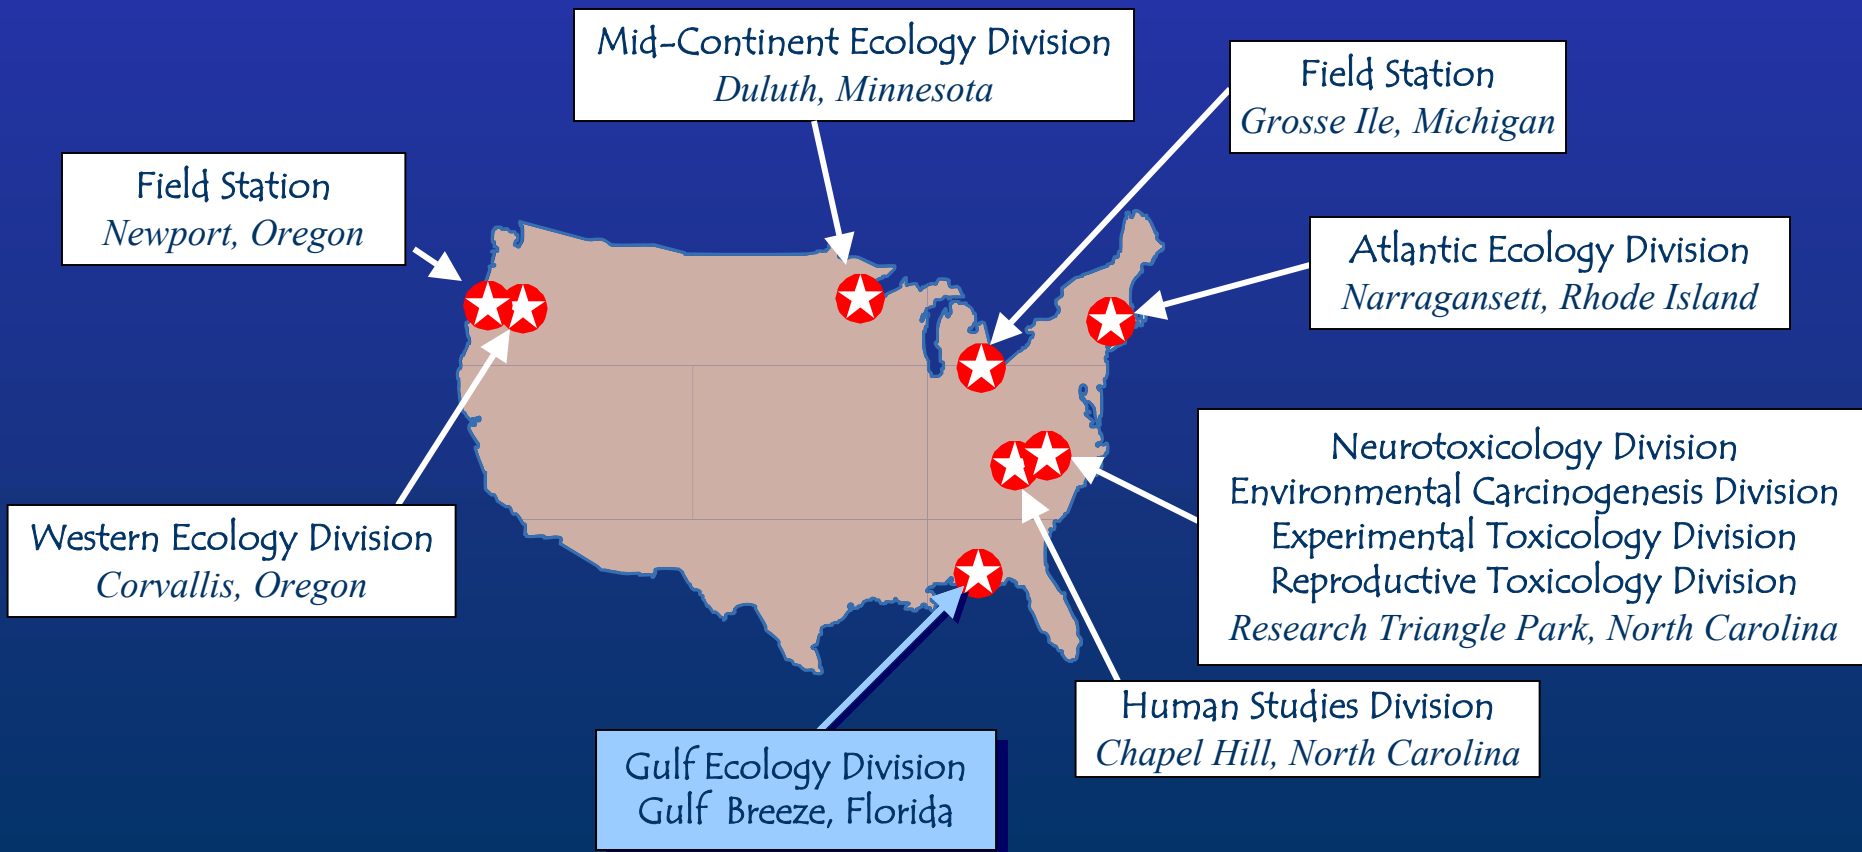 Mid-Continent Ecology Division
Duluth, Minnesota
Field Station
Grosse Ile, Michigan
Field Station
Newport, Oregon
Atlantic Ecology Division
Narragansett, Rhode Island
Neurotoxicology Division
Environmental Carcinogenesis Division
Experimental Toxicology Division
Reproductive Toxicology Division
Research Triangle Park, North Carolina
Western Ecology Division
Corvallis, Oregon
Human Studies Division
Chapel Hill, North Carolina
Gulf Ecology Division
Gulf Breeze, Florida